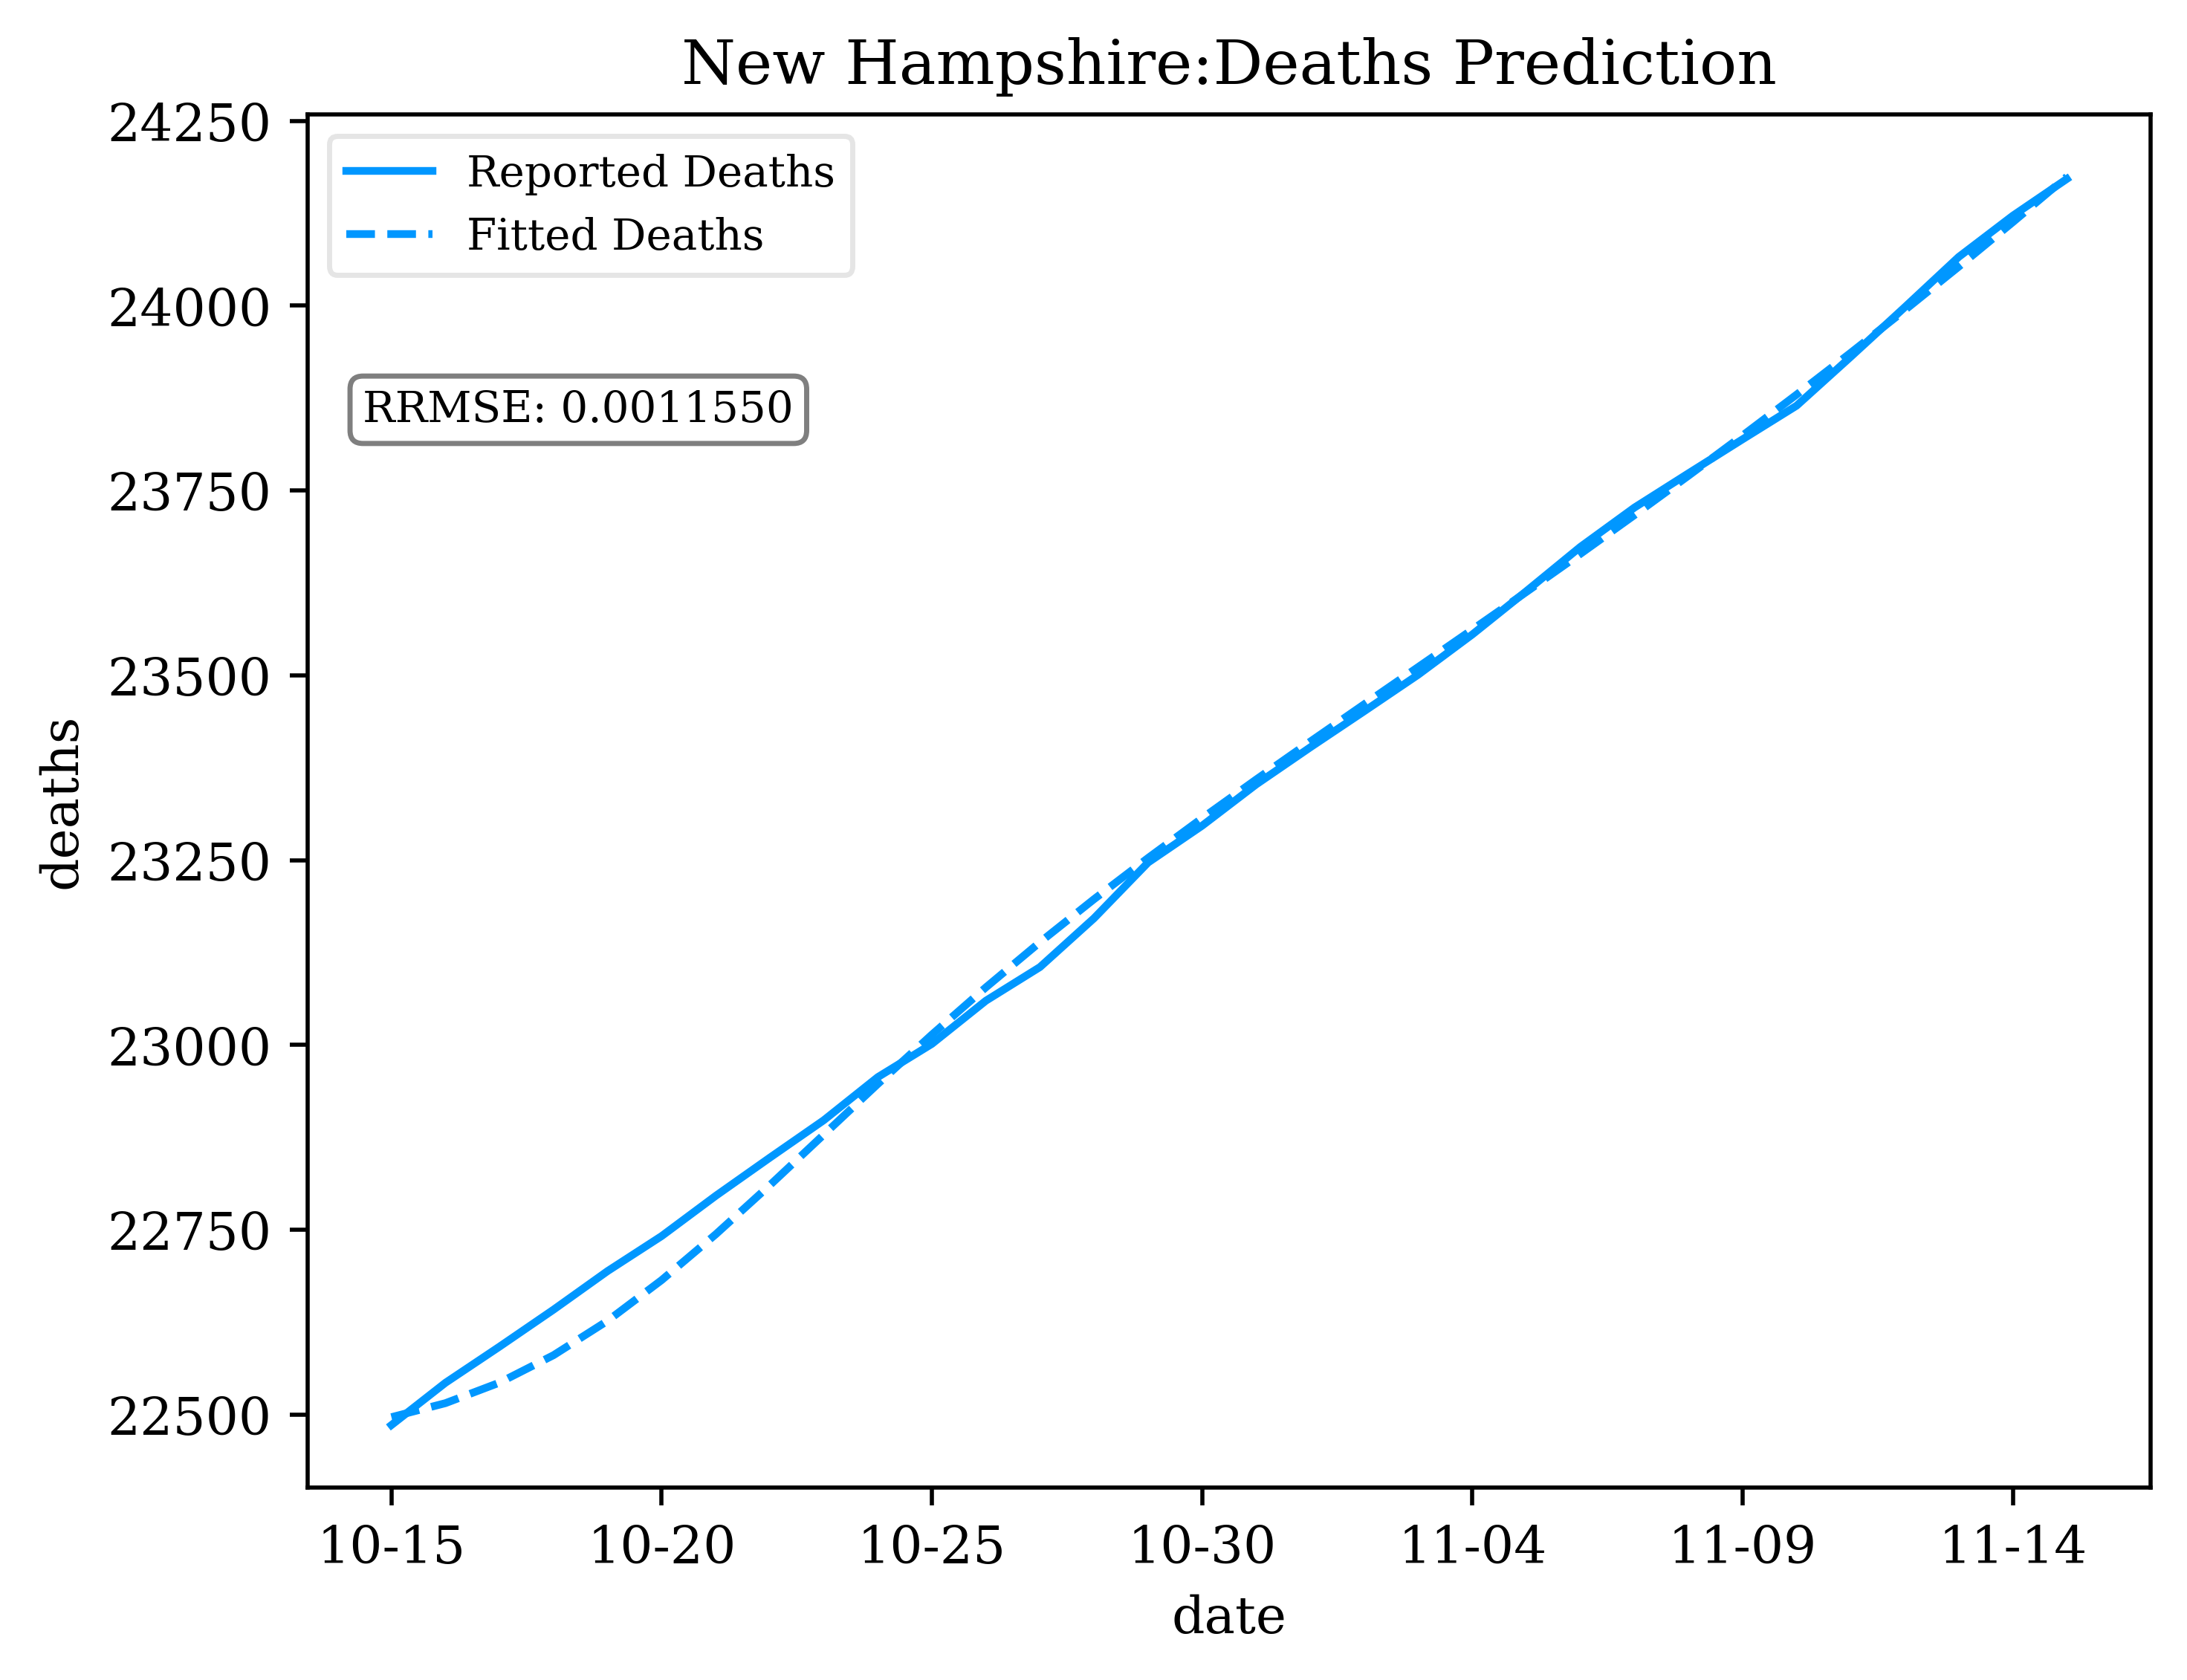 New Hampshire:Deaths Prediction
24250
24000
23750
23500
23250
23000
22750
22500
deaths
Reported Deaths
Fitted Deaths
RRMSE: 0.0011550
10-15 10-20 10-25 10-30 11-04 11-09 11-14
date